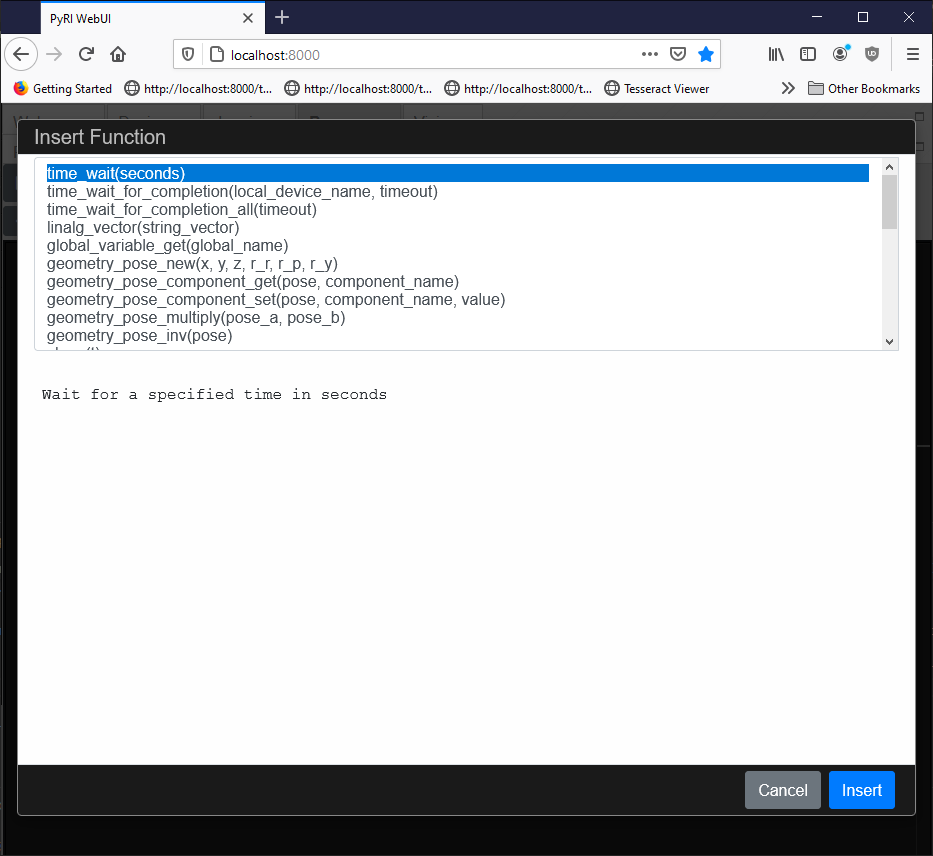 PyRI WebUI
localhost:8000
Getting Started
http://localhost:8000/t...
http://localhost:8000/t...
http://localhost:8000/t...
Tesseract Viewer
Other Bookmarks
Insert Function
time_wait(seconds)
time_wait_for_completion(local_device_name, timeout)
time_wait_for_completion_all(timeout)
linalg_vector(string_vector)
global_variable_get(global_name)
geometry_pose_new(x, y, z, r_r, r_p, r_y)
geometry_pose_component_get(pose, component_name)
geometry_pose_component_set(pose, component_name, value)
geometry_pose_multiply(pose_a, pose_b)
geometry_pose_inv(pose)
Wait for a specified time in seconds
Cancel
Insert